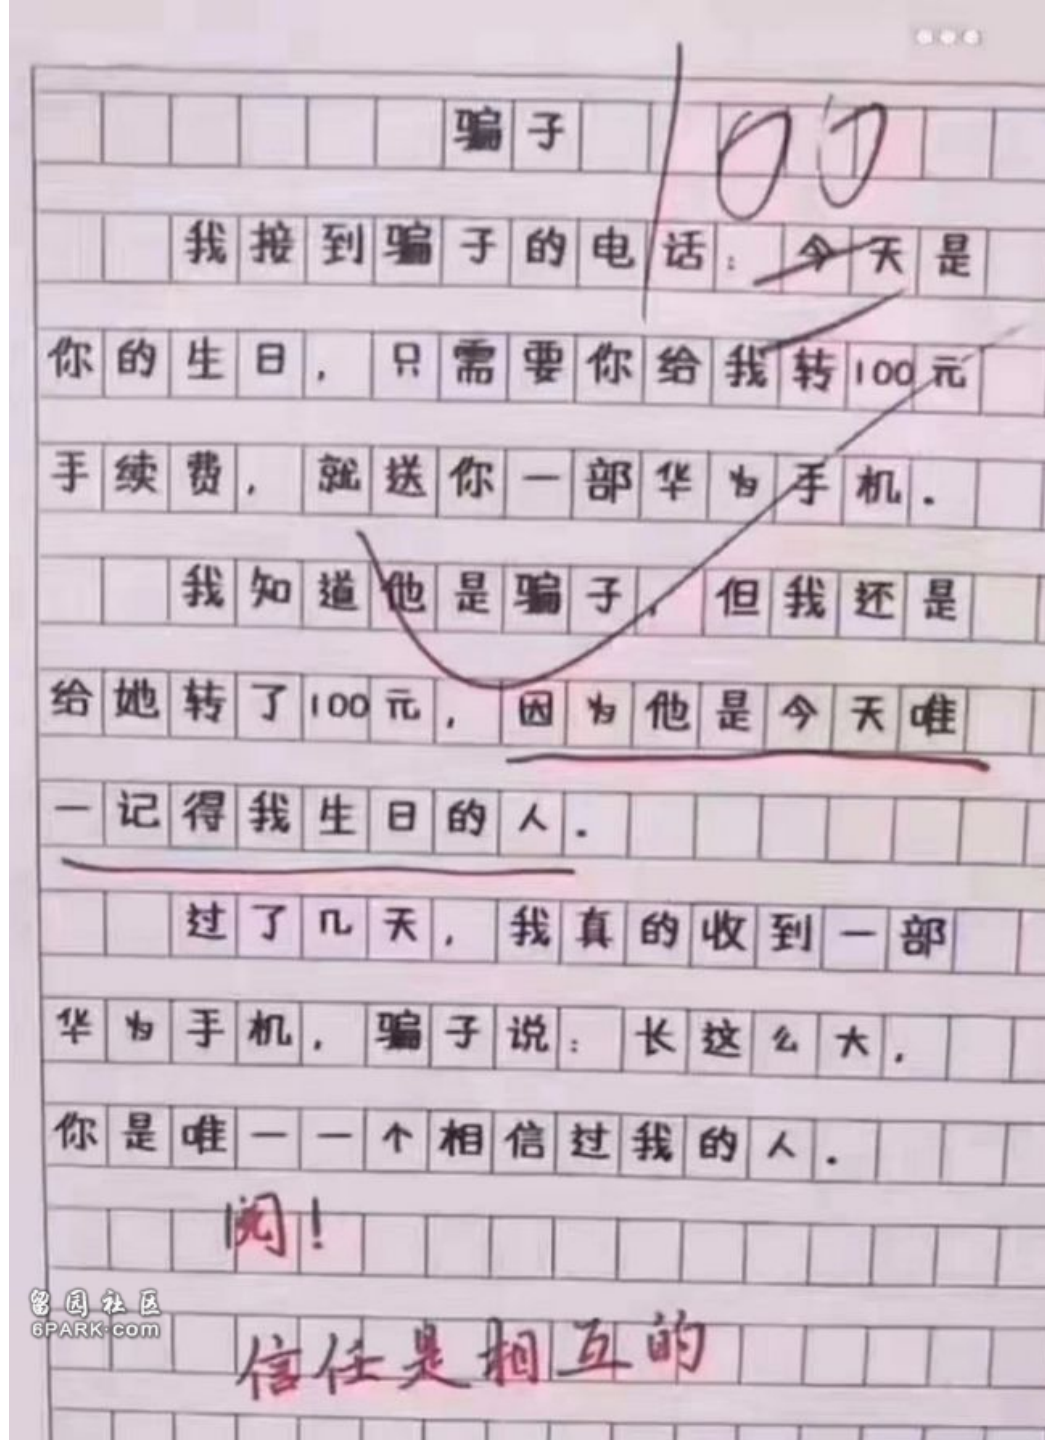 骗子
100
我接到骗子的电话：今天是
你的生日，只需要你给我转100元
手续费，就送你一部华为手机．
我知道他是骗子，但我还是
给她转了100元，因为他是今天唯
一记得我生日的人．
过了几天，我真的收到一部
华为手机，骗子说：长这么大，
你是唯一一个相信过我的人．
阅！
信任是相互的
留园社区
6PARK.com